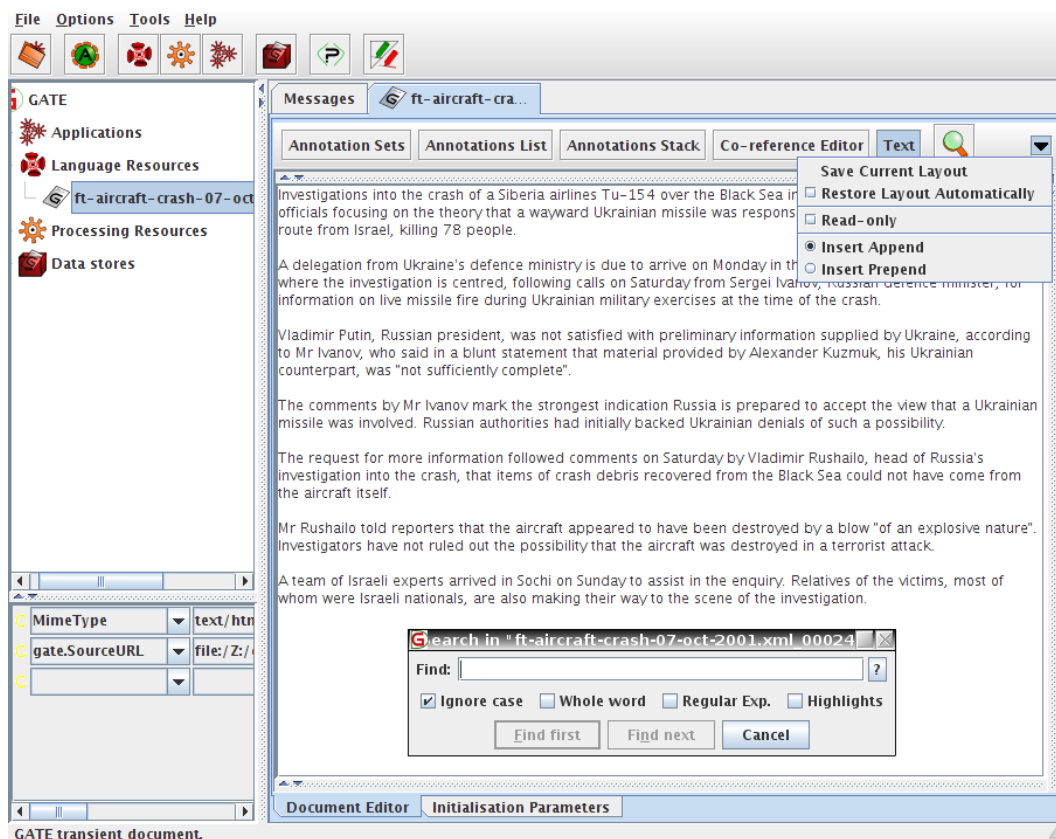 File Options Tools Help
GATE
Applications
Language Resources
ft-aircraft-crash-07-oct
Processing Resources
Data stores
MimeType text/htm
gate.SourceURL file:/Z:/
Messages ft-aircraft-cra...
Annotation Sets Annotations List Annotations Stack Co-reference Editor Text
Save Current Layout
Restore Layout Automatically
Read-only
Insert Append
Insert Prepend
Investigations into the crash of a Siberia airlines Tu-154 over the Black Sea in
officials focusing on the theory that a wayward Ukrainian missile was respons
route from Israel, killing 78 people.
A delegation from Ukraine's defence ministry is due to arrive on Monday in th
where the investigation is centred, following calls on Saturday from Sergei Ivanov, Russian defence minister, for
information on live missile fire during Ukrainian military exercises at the time of the crash.
Vladimir Putin, Russian president, was not satisfied with preliminary information supplied by Ukraine, according
to Mr Ivanov, who said in a blunt statement that material provided by Alexander Kuzmuk, his Ukrainian
counterpart, was "not sufficiently complete".
The comments by Mr Ivanov mark the strongest indication Russia is prepared to accept the view that a Ukrainian
missile was involved. Russian authorities had initially backed Ukrainian denials of such a possibility.
The request for more information followed comments on Saturday by Vladimir Rushailo, head of Russia's
investigation into the crash, that items of crash debris recovered from the Black Sea could not have come from
the aircraft itself.
Mr Rushailo told reporters that the aircraft appeared to have been destroyed by a blow "of an explosive nature".
Investigators have not ruled out the possibility that the aircraft was destroyed in a terrorist attack.
A team of Israeli experts arrived in Sochi on Sunday to assist in the enquiry. Relatives of the victims, most of
whom were Israeli nationals, are also making their way to the scene of the investigation.
Search in "ft-aircraft-crash-07-oct-2001.xml_00024
Find: ?
Ignore case Whole word Regular Exp. Highlights
Find first Find next Cancel
Document Editor Initialisation Parameters
GATE transient document.